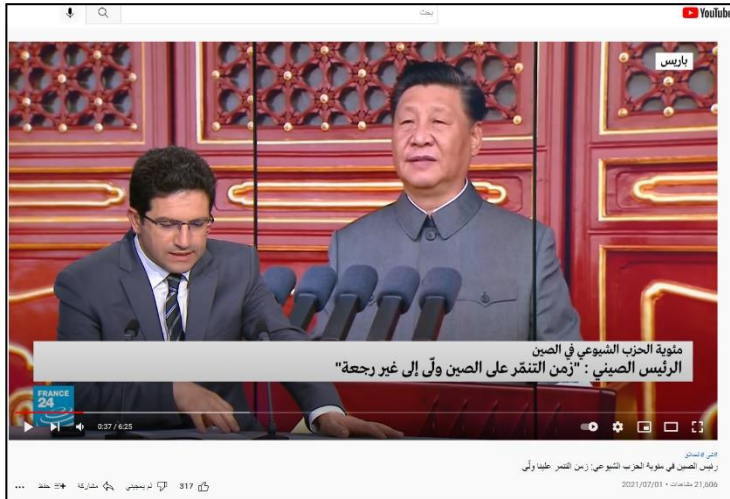 بحث
YouTube
باريس
مئوية الحزب الشيوعي في الصين
الرئيس الصيني : "زمن التنمّر على الصين ولّى إلى غير رجعة"
FRANCE
24
0:37 / 6:25
رئيس الصين في مئوية الحزب الشيوعي: زمن التنمر علينا ولّى
21,606 مشاهدات • 2021/07/01
317 لم يعجبني مشاركة حفظ